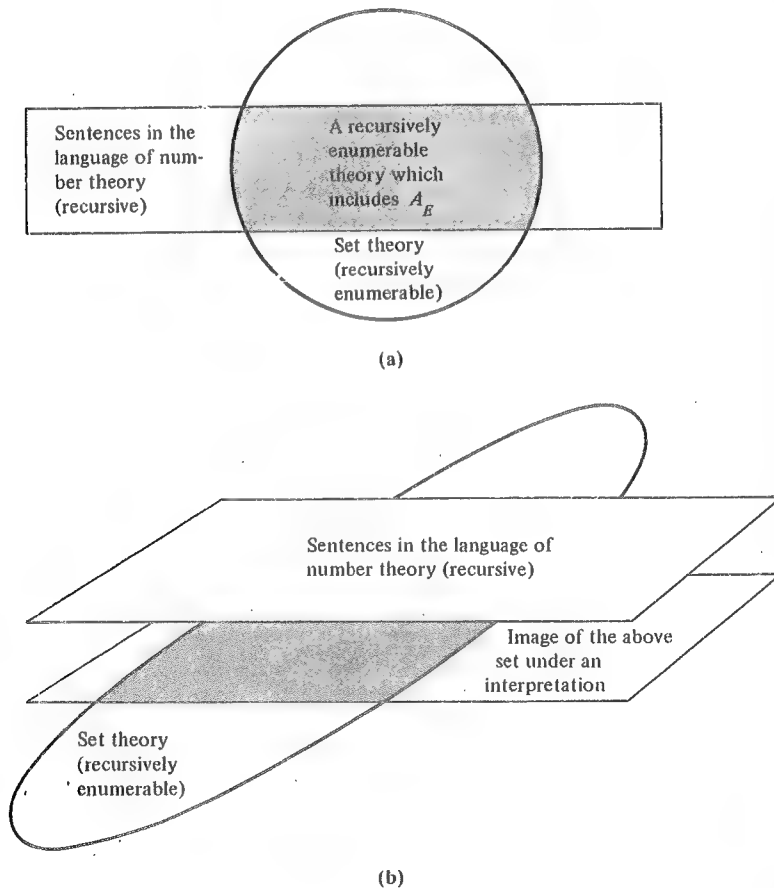 Sentences in the
language of num-
ber theory
(recursive)
A recursively
enumerable
theory which
includes A_E
Set theory
(recursively
enumerable)
(a)
Sentences in the language of
number theory (recursive)
Image of the above
set under an
interpretation
Set theory
(recursively
enumerable)
(b)